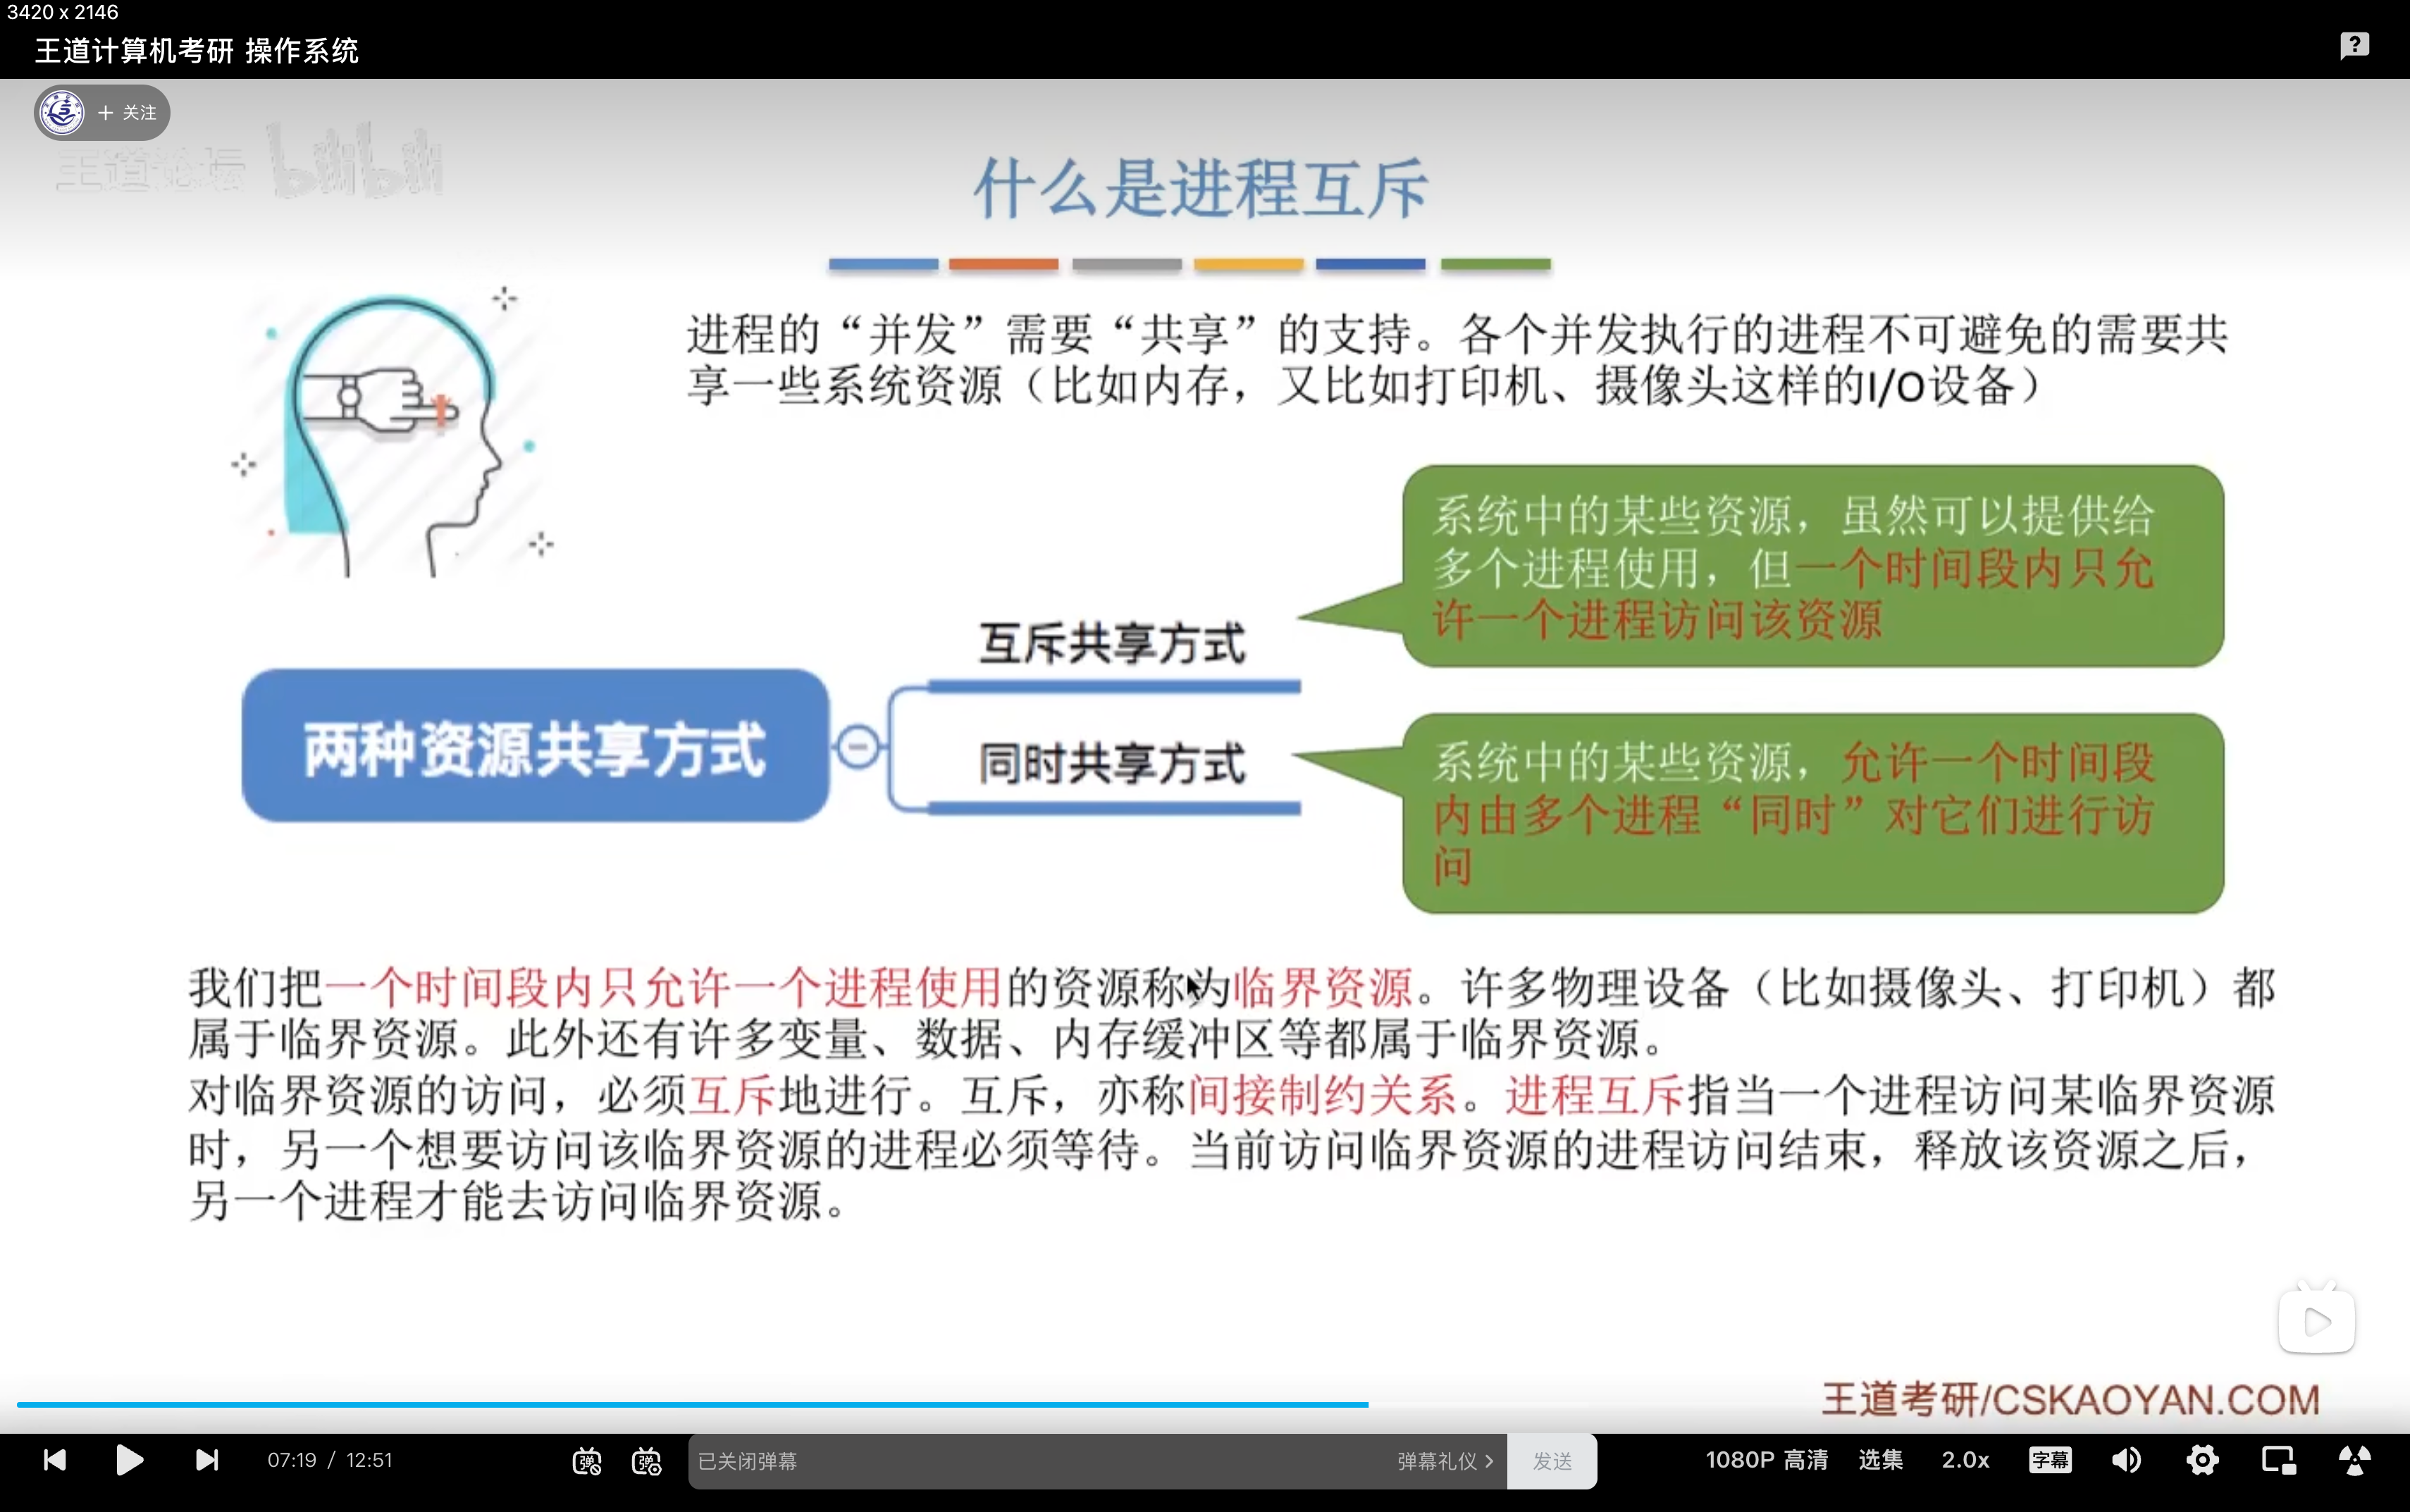 3420 x 2146
王道计算机考研 操作系统
+ 关注
王道论坛 bilibili
什么是进程互斥
进程的“并发”需要“共享”的支持。各个并发执行的进程不可避免的需要共
享一些系统资源（比如内存，又比如打印机、摄像头这样的I/O设备）
系统中的某些资源，虽然可以提供给
多个进程使用，但一个时间段内只允
许一个进程访问该资源
互斥共享方式
两种资源共享方式
同时共享方式
系统中的某些资源，允许一个时间段
内由多个进程“同时”对它们进行访
问
我们把一个时间段内只允许一个进程使用的资源称为临界资源。许多物理设备（比如摄像头、打印机）都
属于临界资源。此外还有许多变量、数据、内存缓冲区等都属于临界资源。
对临界资源的访问，必须互斥地进行。互斥，亦称间接制约关系。进程互斥指当一个进程访问某临界资源
时，另一个想要访问该临界资源的进程必须等待。当前访问临界资源的进程访问结束，释放该资源之后，
另一个进程才能去访问临界资源。
王道考研/CSKAOYAN.COM
07:19 / 12:51
弹
弹
已关闭弹幕
弹幕礼仪 >
发送
1080P 高清
选集
2.0x
字幕